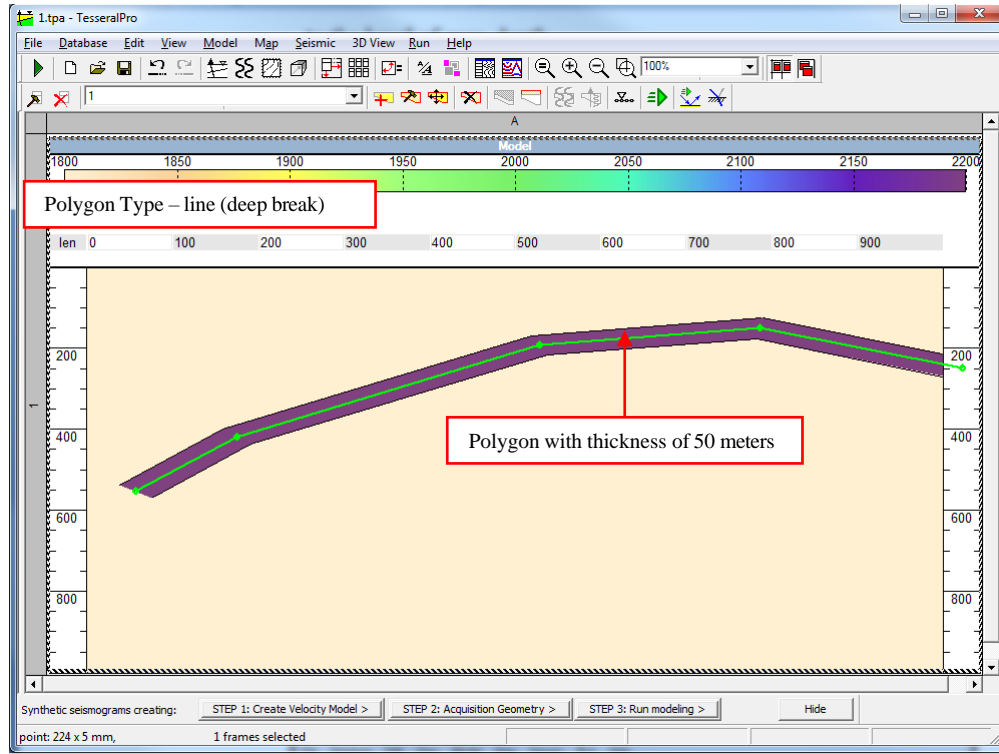 1.tpa - TesseralPro
File Database Edit View Model Map Seismic 3D View Run Help
100%
1
A
Model
1800 1850 1900 1950 2000 2050 2100 2150 2200
Polygon Type – line (deep break)
len 0 100 200 300 400 500 600 700 800 900
200 200
Polygon with thickness of 50 meters
1
400 400
600 600
800 800
Synthetic seismograms creating: STEP 1: Create Velocity Model > STEP 2: Acquisition Geometry > STEP 3: Run modeling > Hide
point: 224 x 5 mm, 1 frames selected